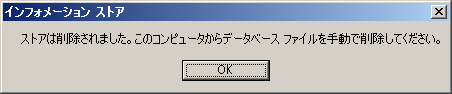 インフォメーション ストア
ストアは削除されました。このコンピュータからデータベース ファイルを手動で削除してください。
OK